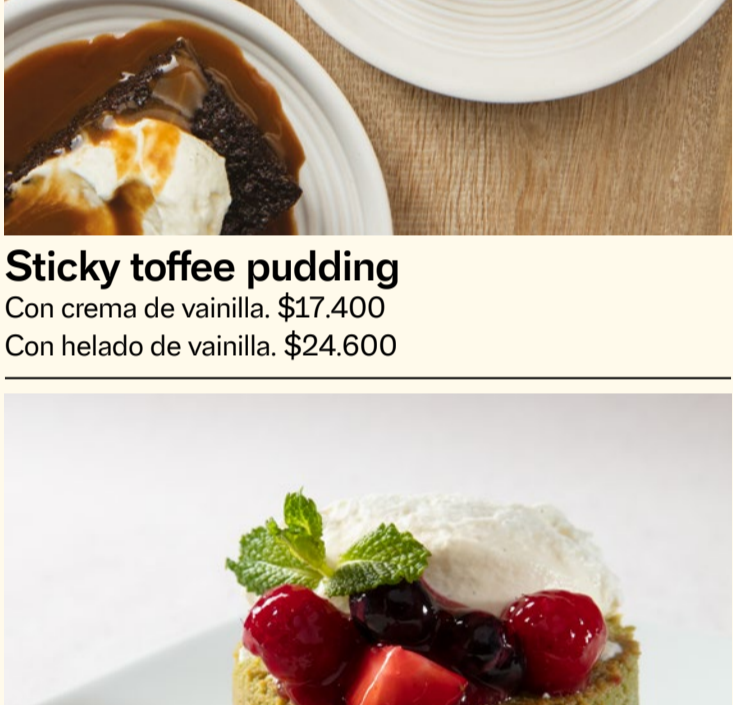 Sticky toffee pudding
Con crema de vainilla. $17.400
Con helado de vainilla. $24.600